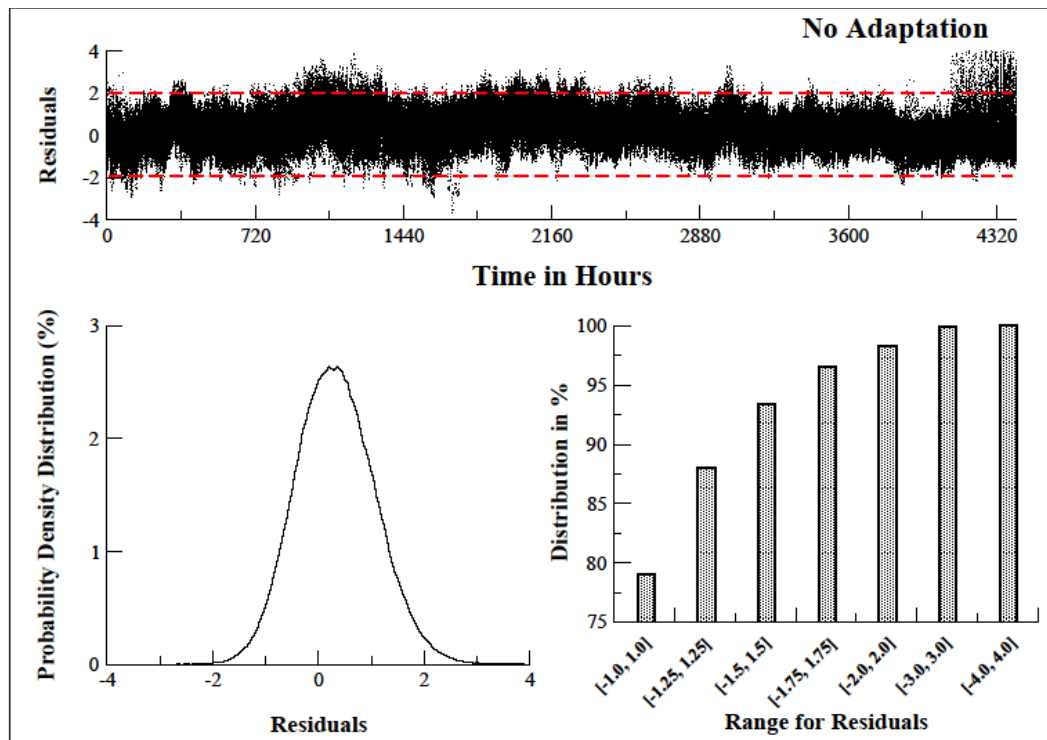 No Adaptation
Residuals
4
2
0
-2
-4
0 720 1440 2160 2880 3600 4320
Time in Hours
Probability Density Distribution (%)
3
2
1
0
-4 -2 0 2 4
Residuals
Distribution in %
100
95
90
85
80
75
[-1.0, 1.0]
[-1.25, 1.25]
[-1.5, 1.5]
[-1.75, 1.75]
[-2.0, 2.0]
[-3.0, 3.0]
[-4.0, 4.0]
Range for Residuals